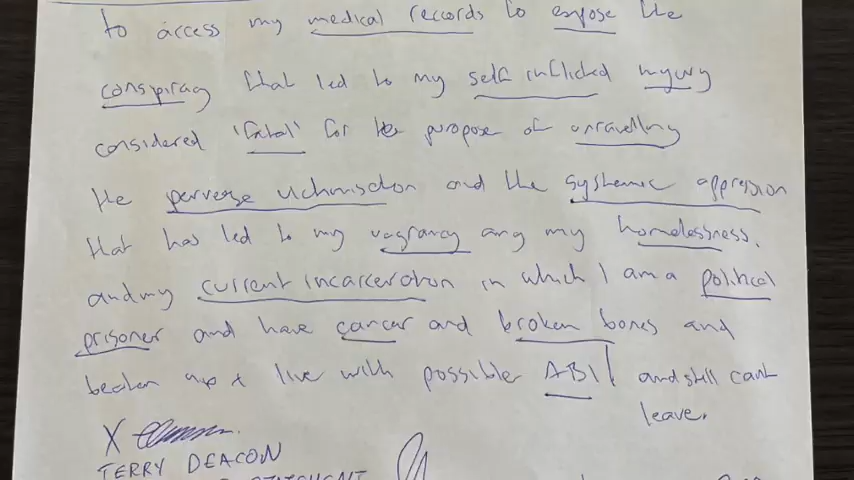 to access my medical records to expose the
conspiracy that led to my self inflicted injury
considered 'fatal' for the purpose of unravelling
the perverse victimisation and the systemic oppression
that has led to my vagrancy any my homelessness.
and my current incarceration in which I am a political
prisoner and have cancer and broken bones and
beaten up + live with possible ABI! and still cant
leave.
X
TERRY DEACON